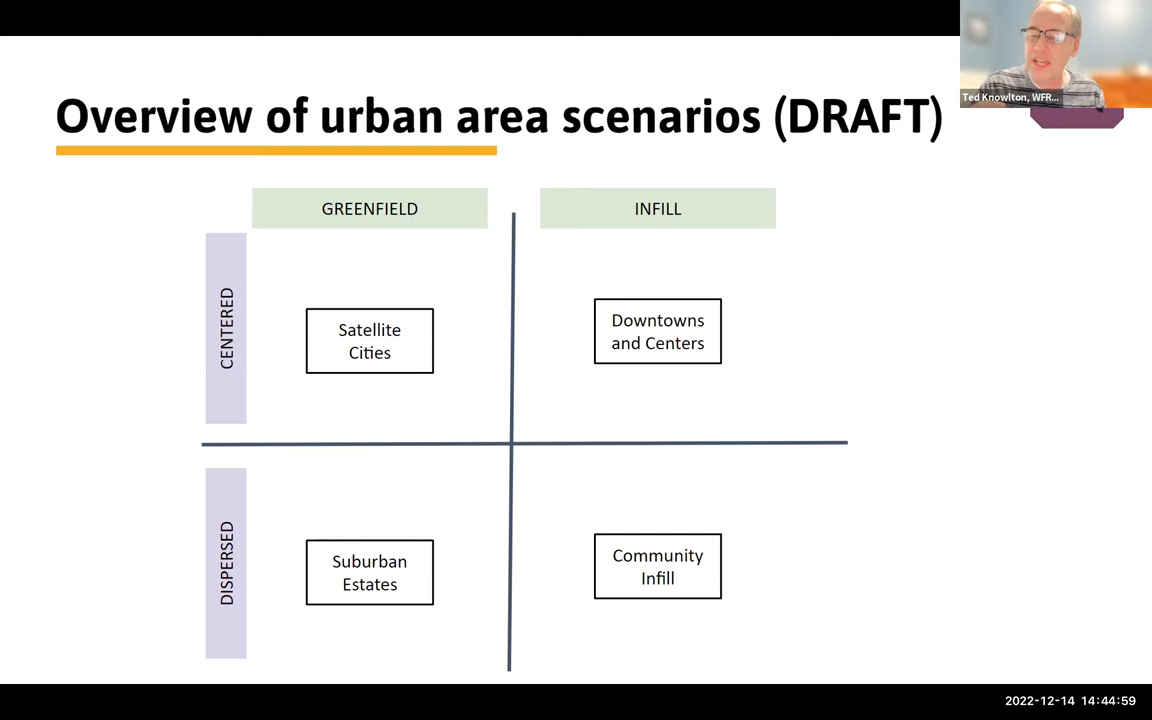 Overview of urban area scenarios (DRAFT)
Ted Knowlton, WFR...
GREENFIELD
INFILL
CENTERED
Satellite
Cities
Downtowns
and Centers
DISPERSED
Suburban
Estates
Community
Infill
2022-12-14 14:44:59